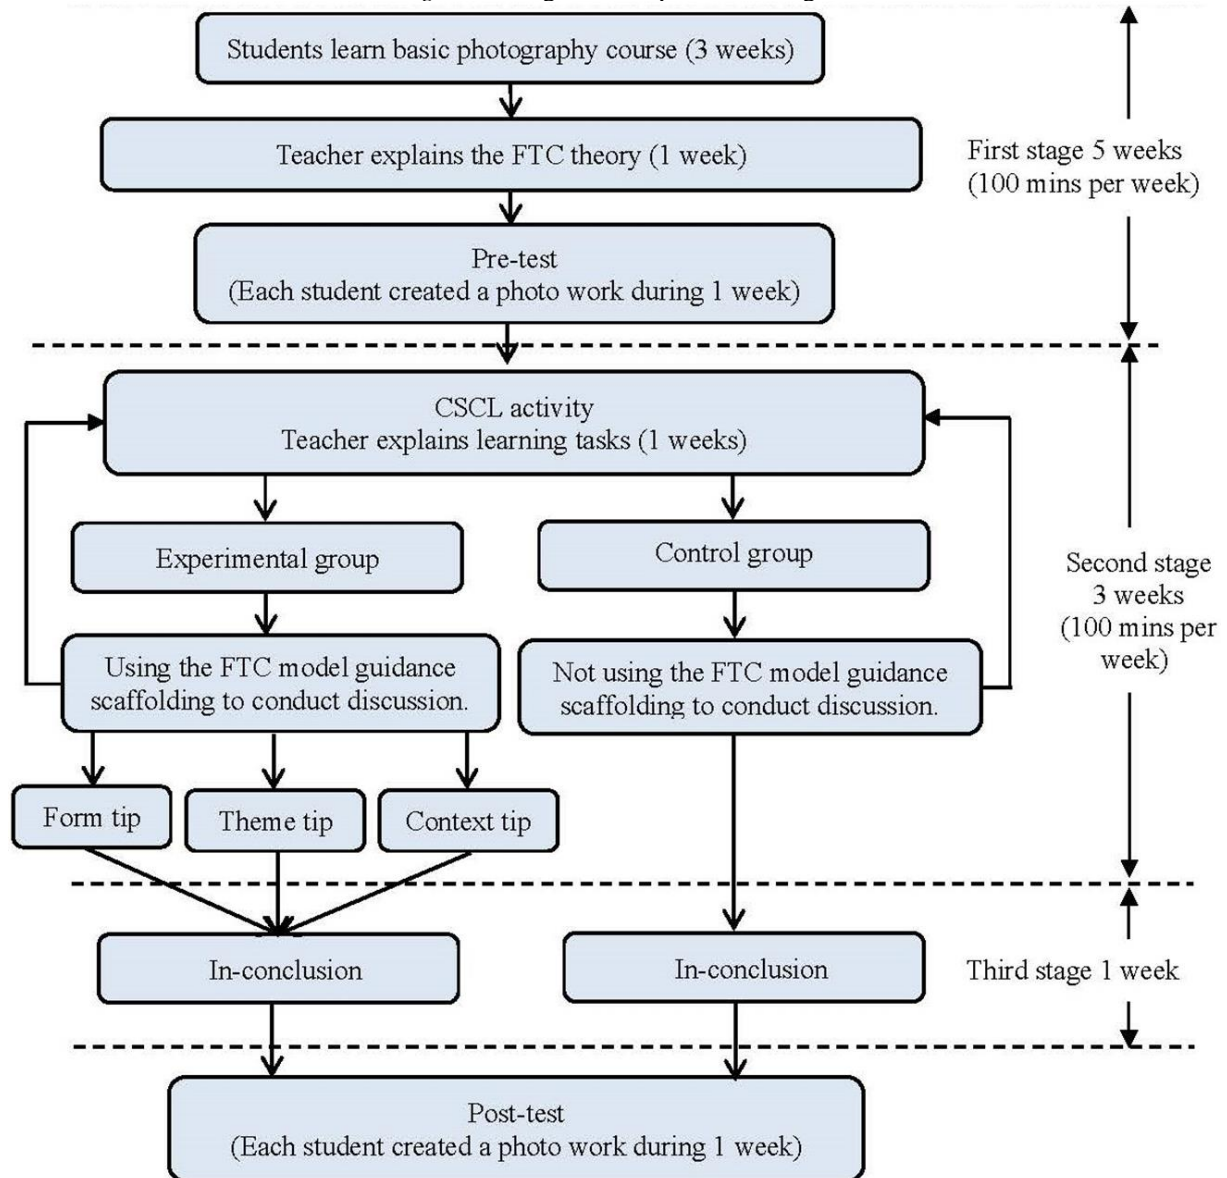 Students learn basic photography course (3 weeks)
Teacher explains the FTC theory (1 week)
First stage 5 weeks
(100 mins per week)
Pre-test
(Each student created a photo work during 1 week)
CSCL activity
Teacher explains learning tasks (1 weeks)
Experimental group
Control group
Second stage
3 weeks
(100 mins per
week)
Using the FTC model guidance
scaffolding to conduct discussion.
Not using the FTC model guidance
scaffolding to conduct discussion.
Form tip
Theme tip
Context tip
In-conclusion
In-conclusion
Third stage 1 week
Post-test
(Each student created a photo work during 1 week)